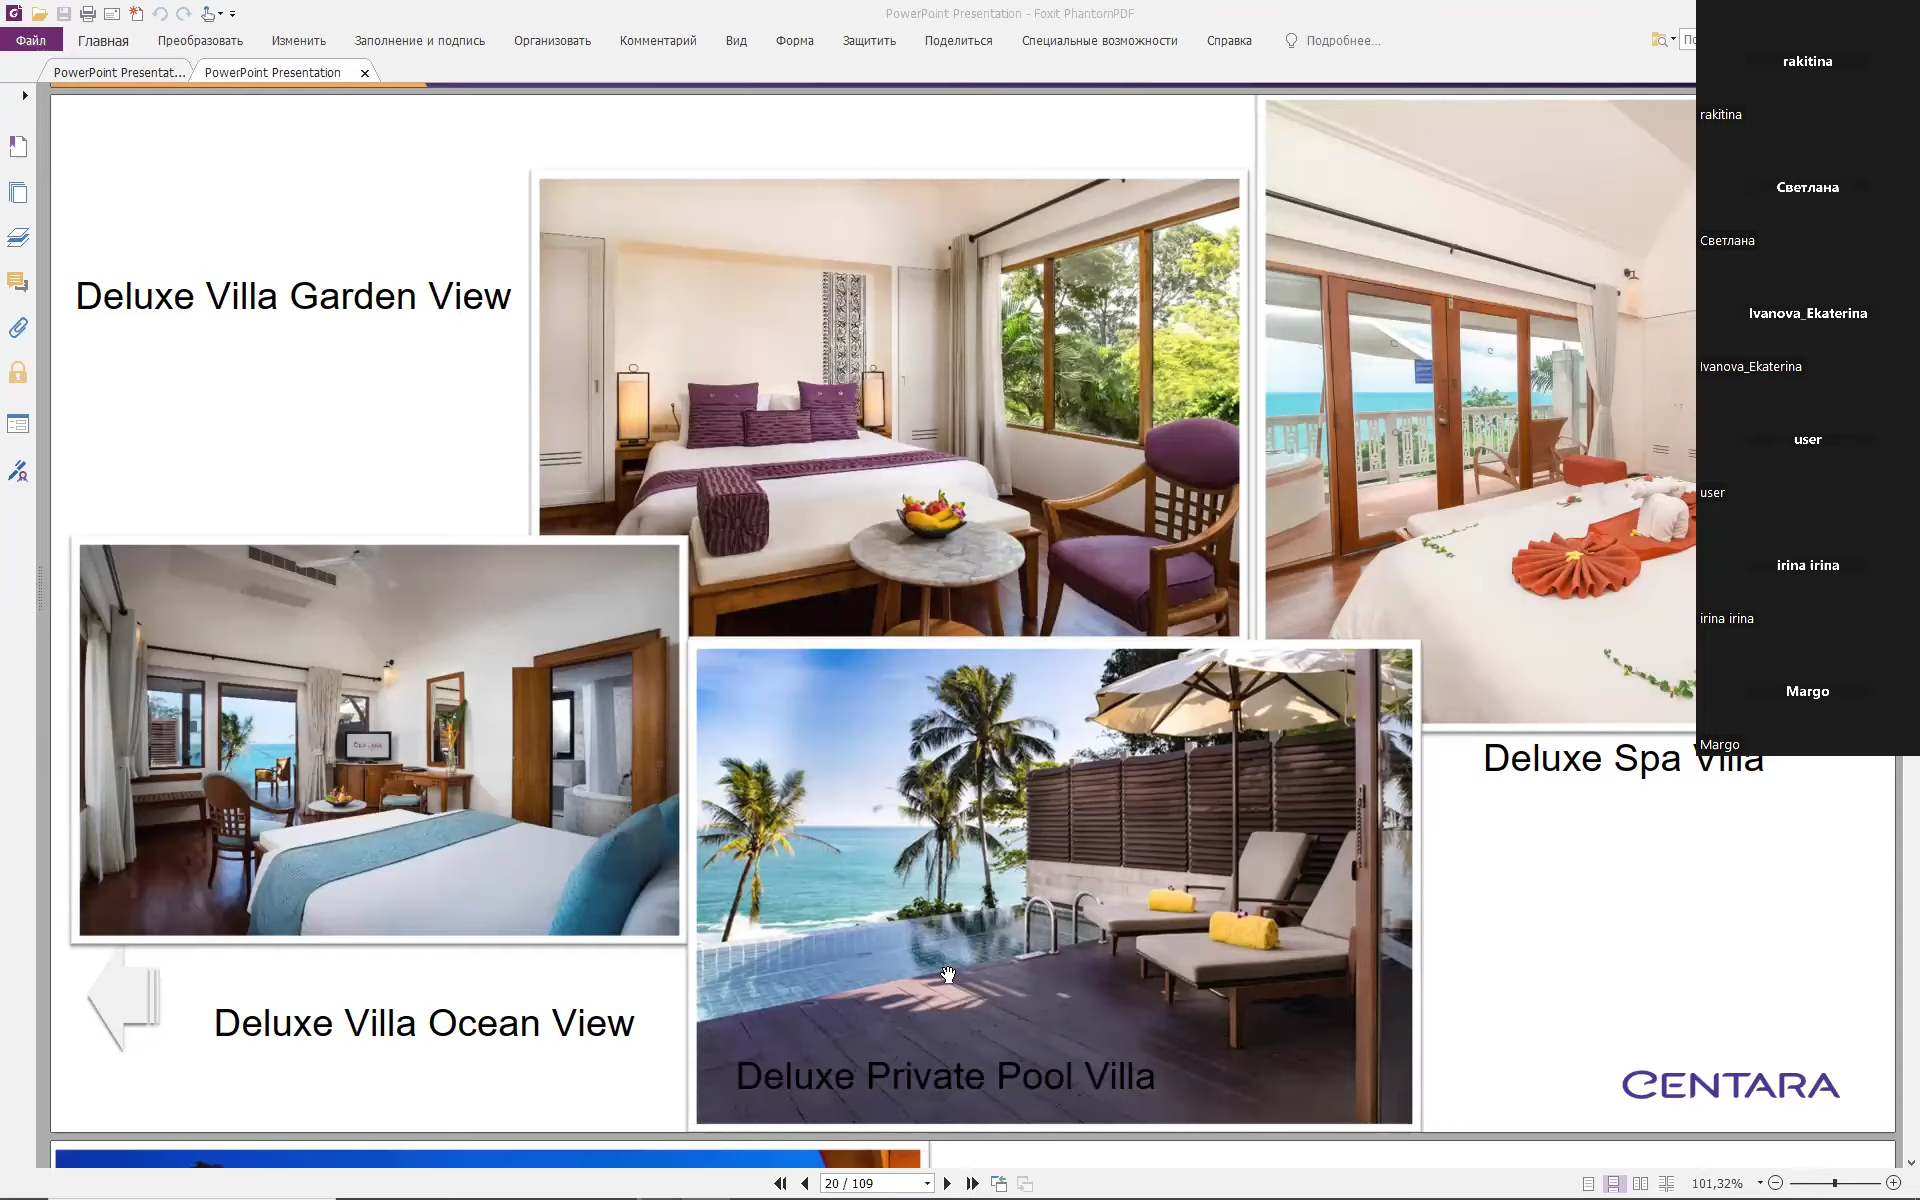 PowerPoint Presentation - Foxit PhantomPDF
Файл Главная Преобразовать Изменить Заполнение и подпись Организовать Комментарий Вид Форма Защитить Поделиться Специальные возможности Справка Подробнее...
PowerPoint Presentat... PowerPoint Presentation
rakitina
rakitina
Светлана
Светлана
Ivanova_Ekaterina
Ivanova_Ekaterina
user
user
irina irina
irina irina
Margo
Margo
Deluxe Villa Garden View
Deluxe Spa Villa
Deluxe Villa Ocean View
Deluxe Private Pool Villa
CENTARA
20 / 109
101,32%